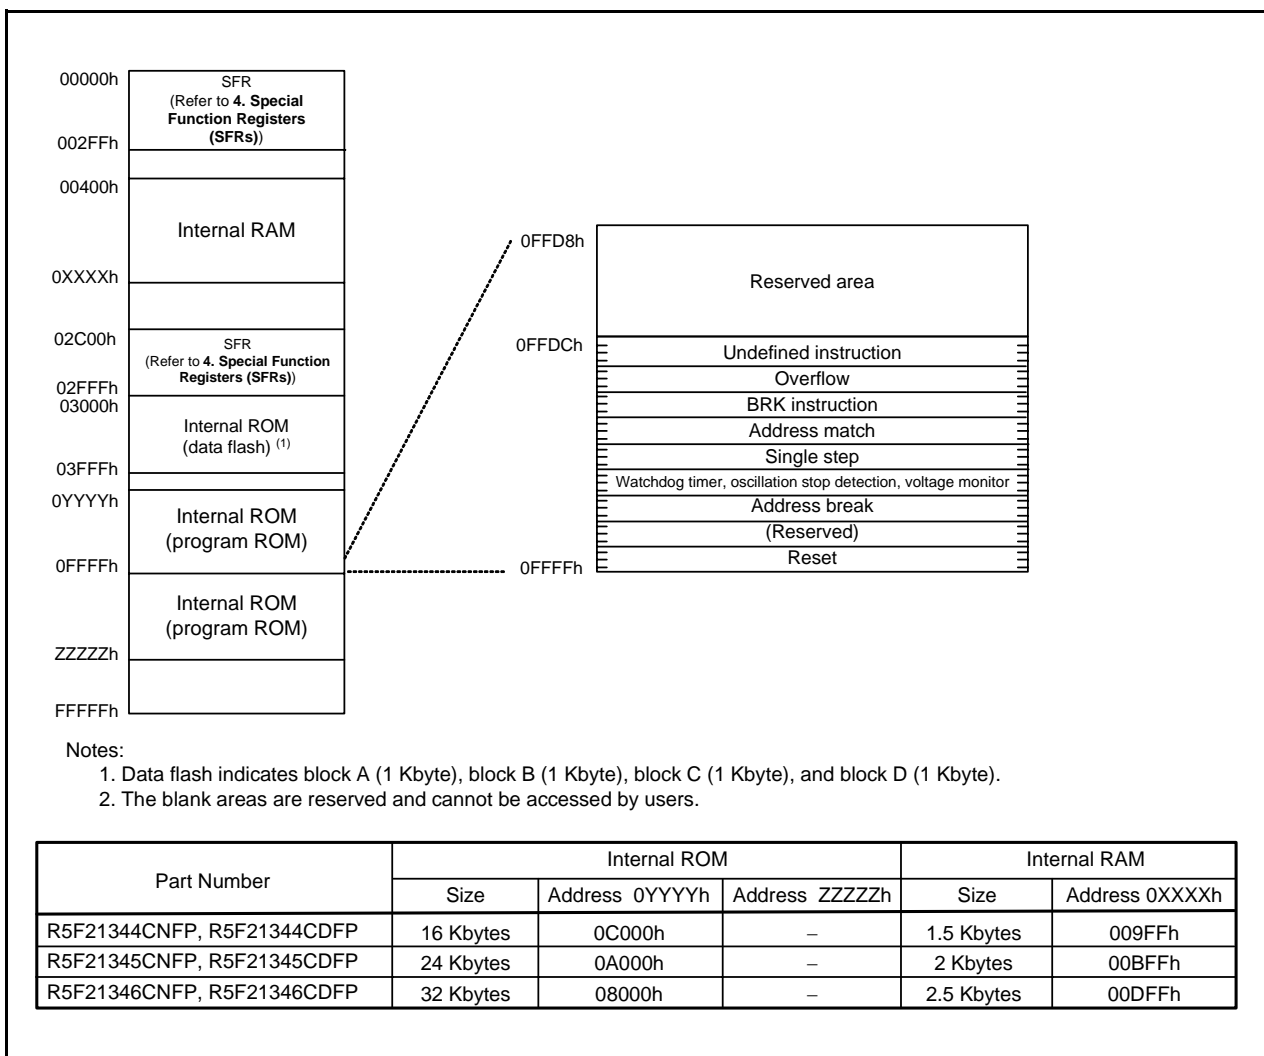 00000h
SFR
(Refer to 4. Special
Function Registers
(SFRs))
002FFh
00400h
Internal RAM
0XXXXh
02C00h
SFR
(Refer to 4. Special Function
Registers (SFRs))
02FFFh
03000h
Internal ROM
(data flash) (1)
03FFFh
0YYYYh
Internal ROM
(program ROM)
0FFFFh
Internal ROM
(program ROM)
ZZZZZh
FFFFFh
0FFD8h
Reserved area
0FFDCh
Undefined instruction
Overflow
BRK instruction
Address match
Single step
Watchdog timer, oscillation stop detection, voltage monitor
Address break
(Reserved)
Reset
0FFFFh
Notes:
1. Data flash indicates block A (1 Kbyte), block B (1 Kbyte), block C (1 Kbyte), and block D (1 Kbyte).
2. The blank areas are reserved and cannot be accessed by users.
Part Number Internal ROM Internal RAM
Size Address 0YYYYh Address ZZZZZh Size Address 0XXXXh
R5F21344CNFP, R5F21344CDFP 16 Kbytes 0C000h – 1.5 Kbytes 009FFh
R5F21345CNFP, R5F21345CDFP 24 Kbytes 0A000h – 2 Kbytes 00BFFh
R5F21346CNFP, R5F21346CDFP 32 Kbytes 08000h – 2.5 Kbytes 00DFFh